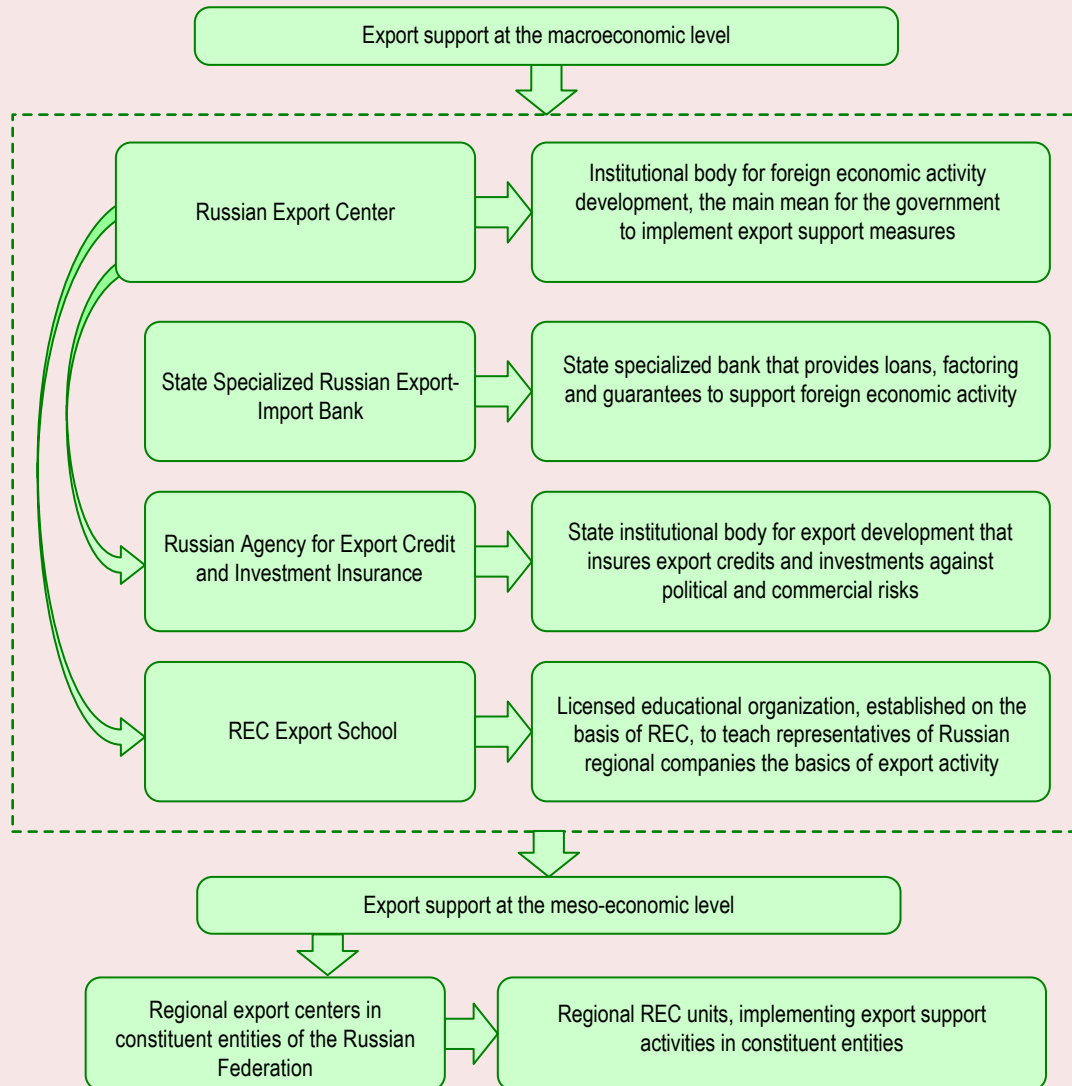 Export support at the macroeconomic level
Russian Export Center
Institutional body for foreign economic activity
development, the main mean for the government
to implement export support measures
State Specialized Russian Export-
Import Bank
State specialized bank that provides loans, factoring
and guarantees to support foreign economic activity
Russian Agency for Export Credit
and Investment Insurance
State institutional body for export development that
insures export credits and investments against
political and commercial risks
REC Export School
Licensed educational organization, established on the
basis of REC, to teach representatives of Russian
regional companies the basics of export activity
Export support at the meso-economic level
Regional export centers in
constituent entities of the Russian
Federation
Regional REC units, implementing export support
activities in constituent entities